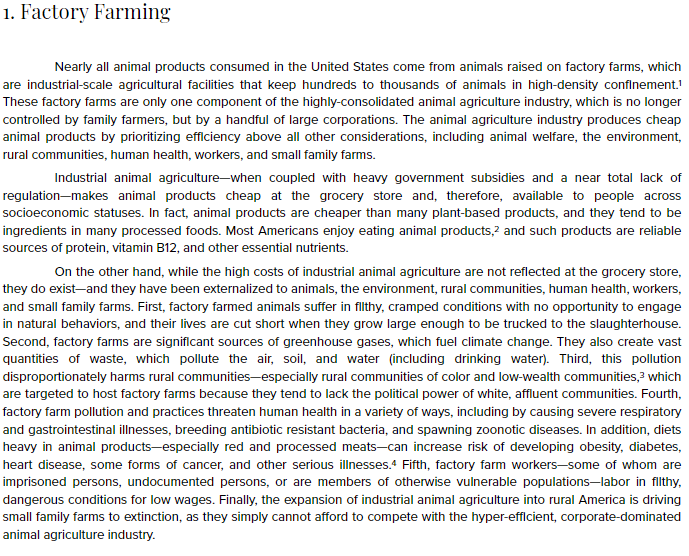 1. Factory Farming
Nearly all animal products consumed in the United States come from animals raised on factory farms, which
are industrial-scale agricultural facilities that keep hundreds to thousands of animals in high-density confinement.¹
These factory farms are only one component of the highly-consolidated animal agriculture industry, which is no longer
controlled by family farmers, but by a handful of large corporations. The animal agriculture industry produces cheap
animal products by prioritizing efficiency above all other considerations, including animal welfare, the environment,
rural communities, human health, workers, and small family farms.
Industrial animal agriculture—when coupled with heavy government subsidies and a near total lack of
regulation—makes animal products cheap at the grocery store and, therefore, available to people across
socioeconomic statuses. In fact, animal products are cheaper than many plant-based products, and they tend to be
ingredients in many processed foods. Most Americans enjoy eating animal products,² and such products are reliable
sources of protein, vitamin B12, and other essential nutrients.
On the other hand, while the high costs of industrial animal agriculture are not reflected at the grocery store,
they do exist—and they have been externalized to animals, the environment, rural communities, human health, workers,
and small family farms. First, factory farmed animals suffer in filthy, cramped conditions with no opportunity to engage
in natural behaviors, and their lives are cut short when they grow large enough to be trucked to the slaughterhouse.
Second, factory farms are significant sources of greenhouse gases, which fuel climate change. They also create vast
quantities of waste, which pollute the air, soil, and water (including drinking water). Third, this pollution
disproportionately harms rural communities—especially rural communities of color and low-wealth communities,³ which
are targeted to host factory farms because they tend to lack the political power of white, affluent communities. Fourth,
factory farm pollution and practices threaten human health in a variety of ways, including by causing severe respiratory
and gastrointestinal illnesses, breeding antibiotic resistant bacteria, and spawning zoonotic diseases. In addition, diets
heavy in animal products—especially red and processed meats—can increase risk of developing obesity, diabetes,
heart disease, some forms of cancer, and other serious illnesses.⁴ Fifth, factory farm workers—some of whom are
imprisoned persons, undocumented persons, or are members of otherwise vulnerable populations—labor in filthy,
dangerous conditions for low wages. Finally, the expansion of industrial animal agriculture into rural America is driving
small family farms to extinction, as they simply cannot afford to compete with the hyper-efficient, corporate-dominated
animal agriculture industry.